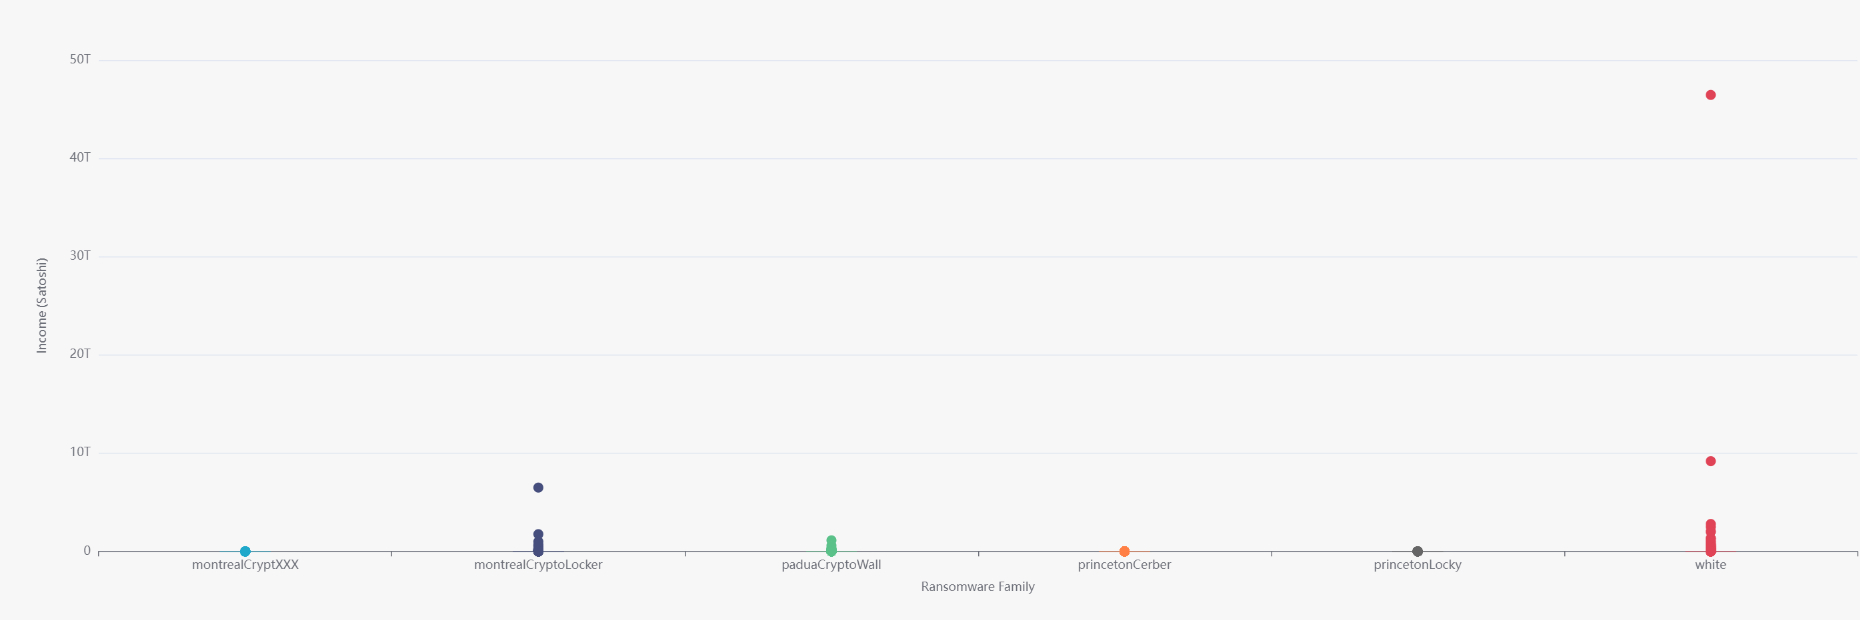 50T
40T
30T
20T
10T
0
Income (Satoshi)
montrealCryptXXX montrealCryptoLocker paduaCryptoWall princetonCerber princetonLocky white
Ransomware Family